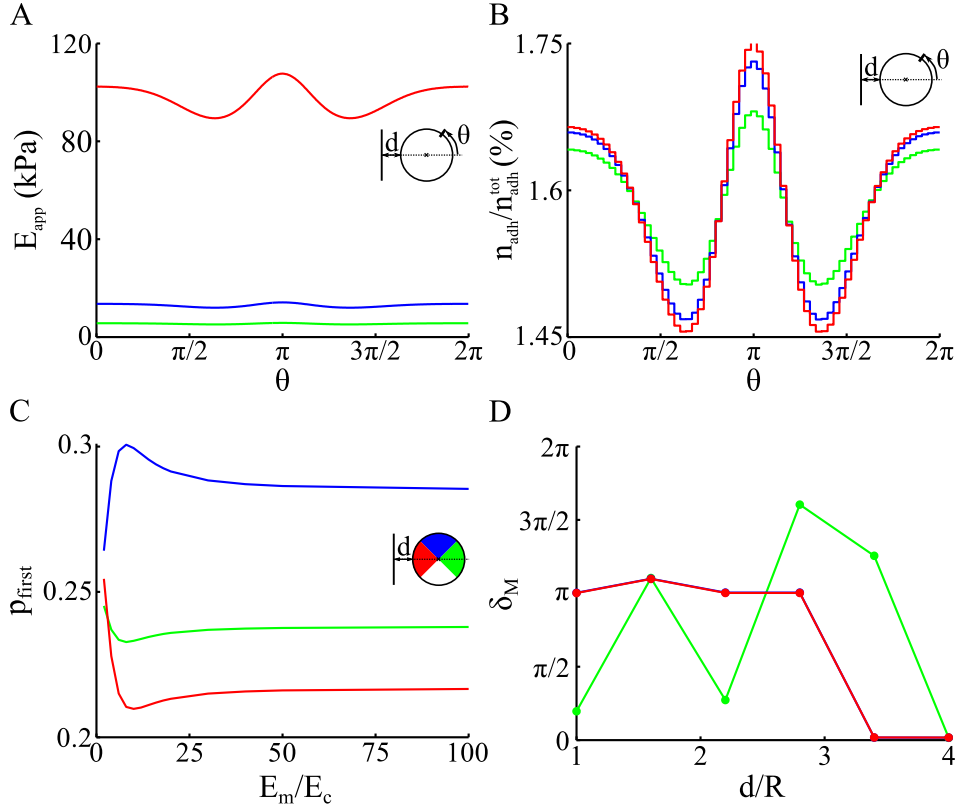 A
120
80
40
0
E_app (kPa)
0 π/2 π 3π/2 2π
θ
d θ
B
1.75
1.6
1.45
n_adh/n_adh^tot (%)
0 π/2 π 3π/2 2π
θ
d θ
C
0.3
0.25
0.2
p_first
0 25 50 75 100
E_m/E_c
d
D
2π
3π/2
π
π/2
0
δ_M
1 2 3 4
d/R